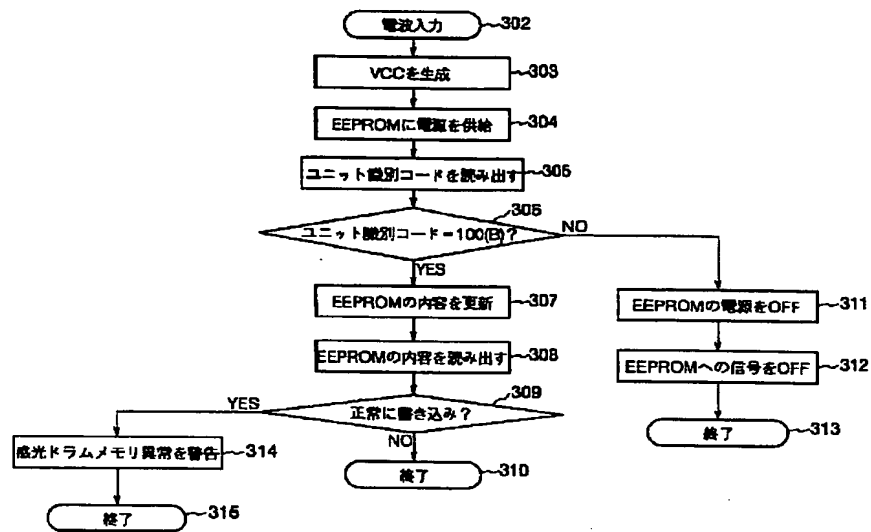 電波入力 302
VCCを生成 303
EEPROMに電源を供給 304
ユニット識別コードを読み出す 305
306
ユニット識別コード=100(B)?
NO
YES
EEPROMの内容を更新 307
EEPROMの電源をOFF 311
EEPROMの内容を読み出す 308
EEPROMへの信号をOFF 312
309
YES
正常に書き込み?
終了 313
NO
感光ドラムメモリ異常を警告 314
終了 310
終了 315